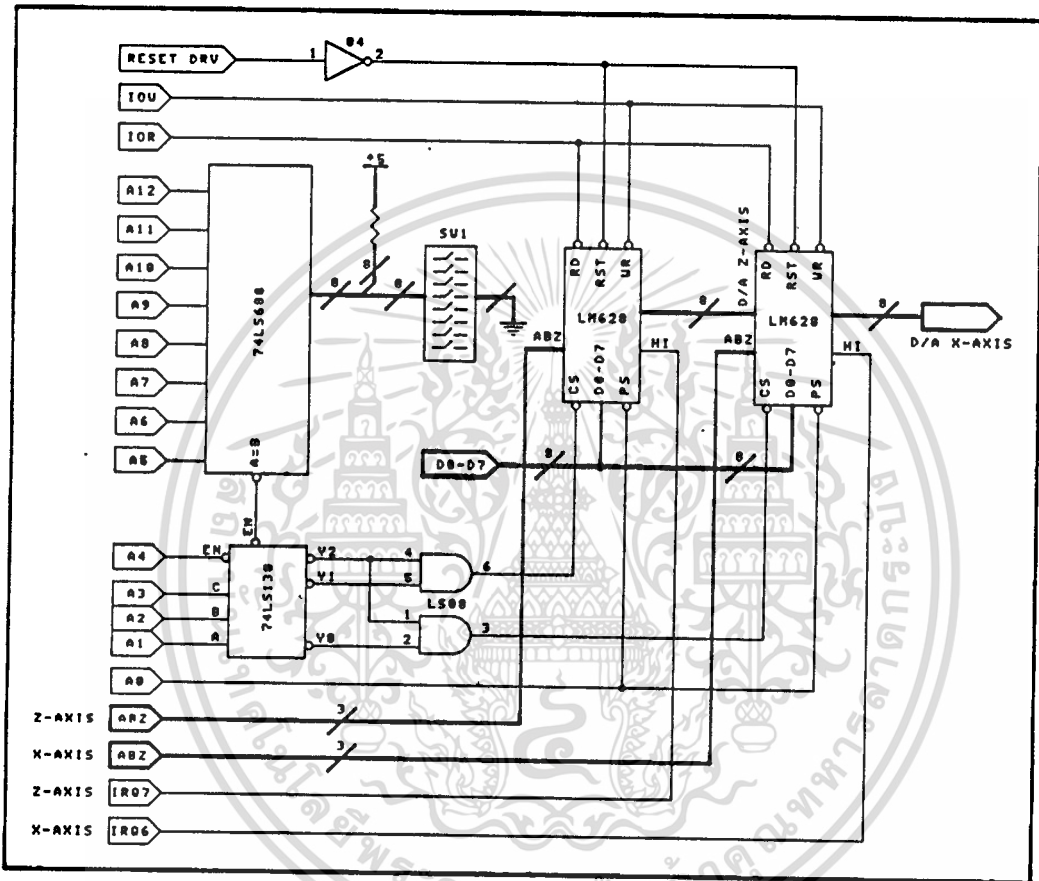 RESET DRV
1
04
2
IOW
IOR
+5
A12
A11
A10
A9
A8
A7
A6
A5
74LS688
A=B
8
8
8
SW1
RD
RST
WR
LM628
ABZ
HI
CS
D0-D7
PS
8
D/A Z-AXIS
RD
RST
WR
LM628
ABZ
HI
CS
D0-D7
PS
8
D/A X-AXIS
D0-D7
8
8
EN
A4
EN
A3
C
A2
B
A1
A
74LS138
Y2
Y1
Y0
4
5
6
LS08
1
2
3
A0
Z-AXIS
ABZ
3
X-AXIS
ABZ
3
Z-AXIS
IRQ7
X-AXIS
IRQ6